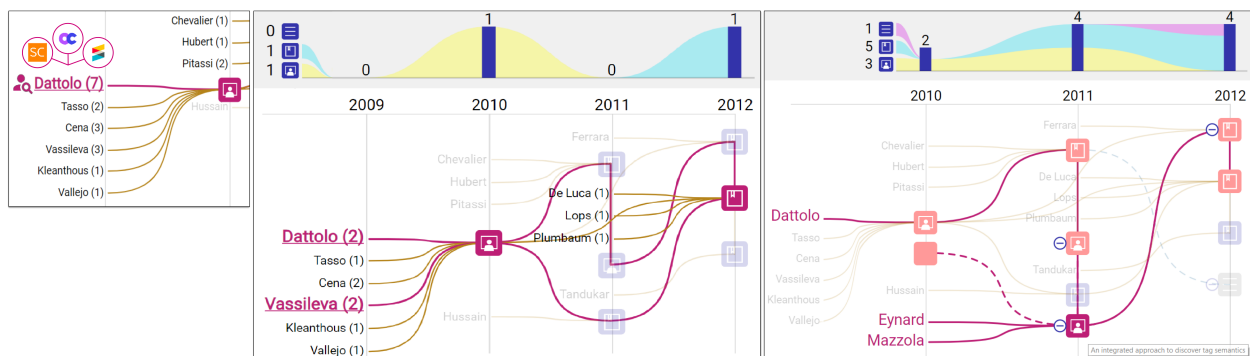 Chevalier (1)
Hubert (1)
Pitassi (2)
SC
Dattolo (7)
Hussain
Tasso (2)
Cena (3)
Vassileva (3)
Kleanthous (1)
Vallejo (1)
0
1
1
0
1
0
1
2009
2010
2011
2012
Ferrara
Chevalier
Hubert
Pitassi
De Luca (1)
Lops (1)
Plumbaum (1)
Dattolo (2)
Tasso (1)
Cena (2)
Vassileva (2)
Kleanthous (1)
Vallejo (1)
Tandukar
Hussain
1
5
3
2
4
4
2010
2011
2012
Ferrara
Chevalier
Hubert
Pitassi
De Luca
Lops
Plumbaum
Dattolo
Tasso
Cena
Vassileva
Kleanthous
Vallejo
Tandukar
Hussain
Eynard
Mazzola
An integrated approach to discover tag semantics